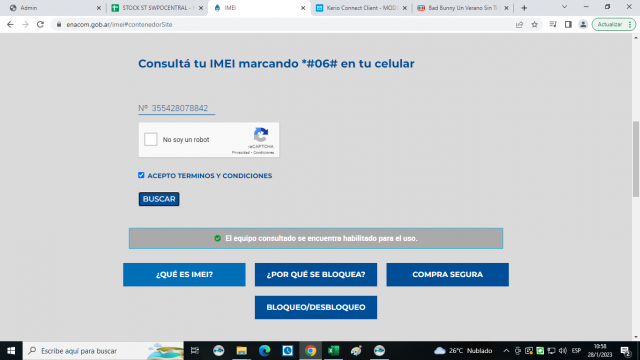 Admin
STOCK ST SWPOCENTRAL -
IMEI
Kerio Connect Client - MOD
Bad Bunny Un Verano Sin Ti
enacom.gob.ar/imei#contenedorSite
Actualizar
Consultá tu IMEI marcando *#06# en tu celular
Nº 355428078842
No soy un robot
reCAPTCHA
Privacidad - Condiciones
ACEPTO TERMINOS Y CONDICIONES
BUSCAR
El equipo consultado se encuentra habilitado para el uso.
¿QUÉ ES IMEI?
¿POR QUÉ SE BLOQUEA?
COMPRA SEGURA
BLOQUEO/DESBLOQUEO
Escribe aquí para buscar
26°C Nublado
ESP
10:58
28/1/2023